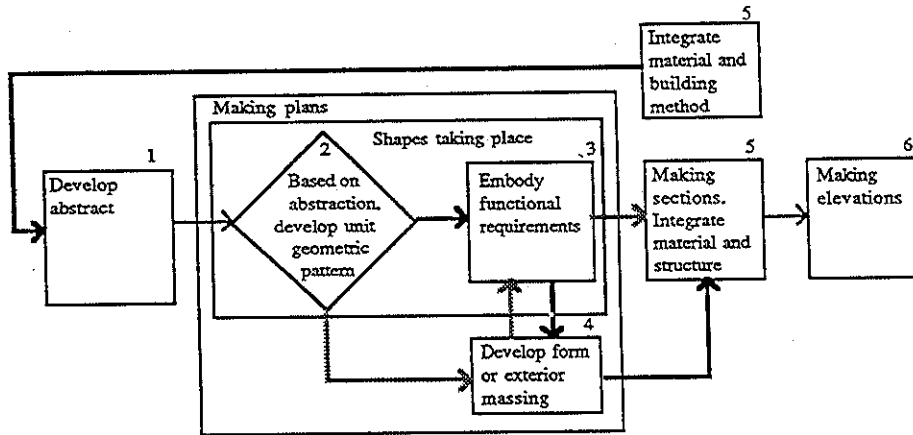 5
Integrate
material and
building
method
Making plans
Shapes taking place
1
Develop
abstract
2
Based on
abstraction,
develop unit
geometric
pattern
3
Embody
functional
requirements
5
Making
sections.
Integrate
material and
structure
6
Making
elevations
4
Develop form
or exterior
massing